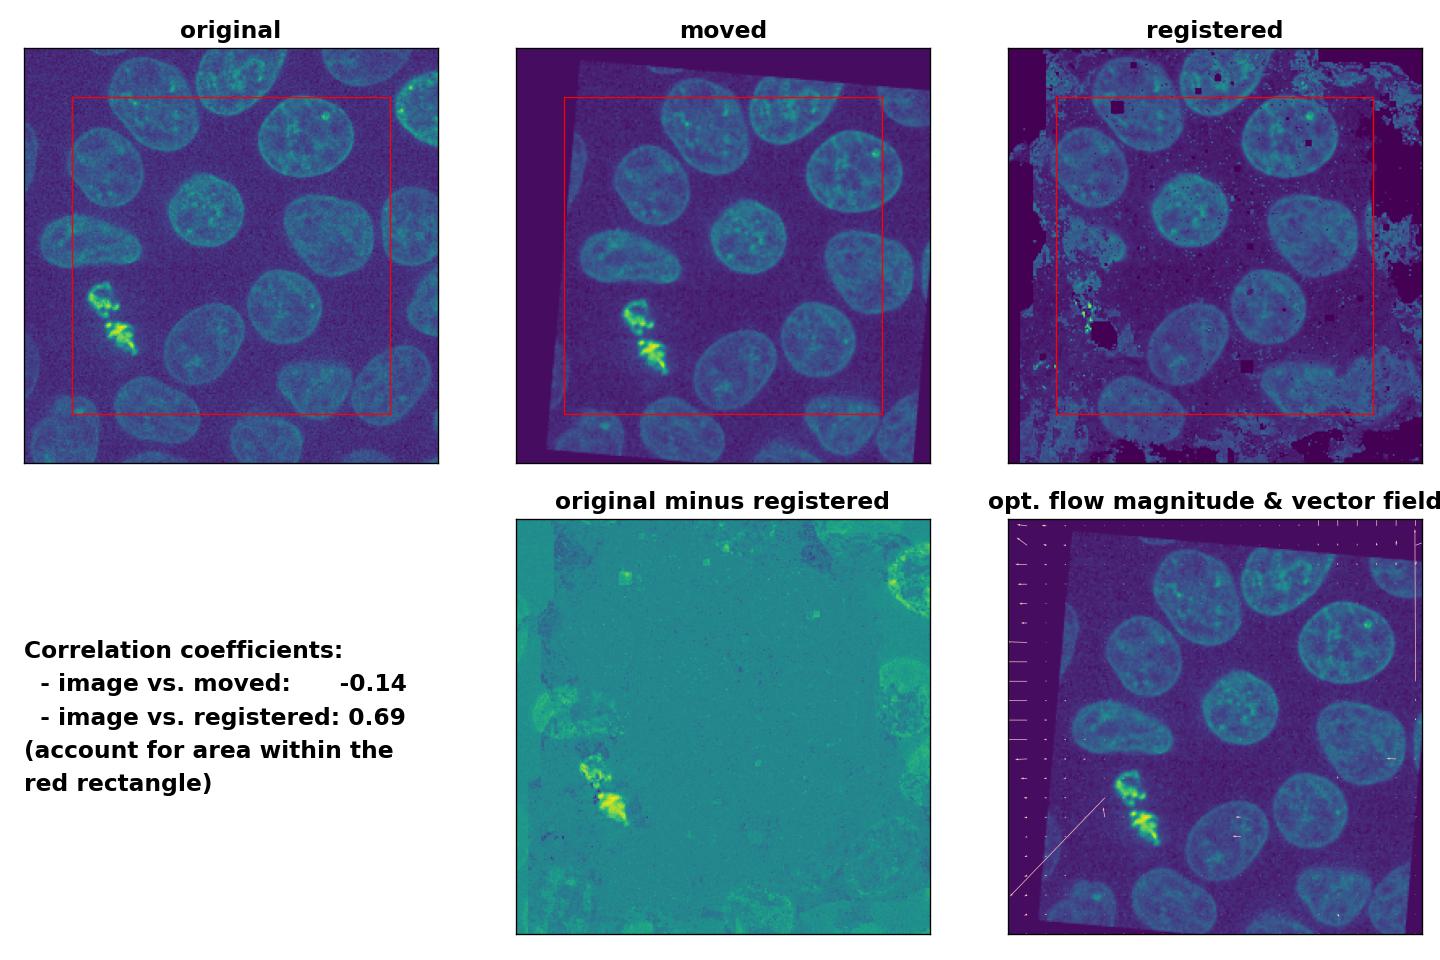 original
moved
registered
original minus registered
opt. flow magnitude & vector field
Correlation coefficients:
- image vs. moved: -0.14
- image vs. registered: 0.69
(account for area within the
red rectangle)